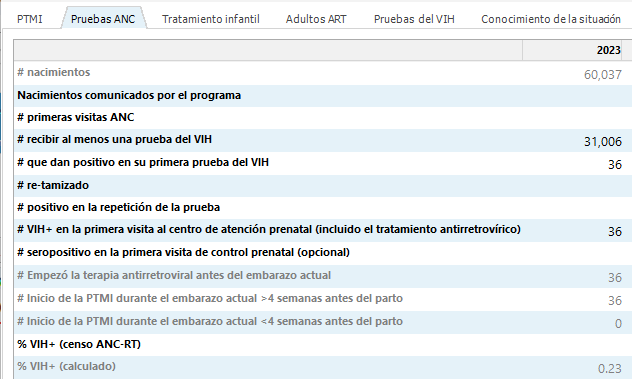 PTMI Pruebas ANC Tratamiento infantil Adultos ART Pruebas del VIH Conocimiento de la situación
2023
# nacimientos 60,037
Nacimientos comunicados por el programa
# primeras visitas ANC
# recibir al menos una prueba del VIH 31,006
# que dan positivo en su primera prueba del VIH 36
# re-tamizado
# positivo en la repetición de la prueba
# VIH+ en la primera visita al centro de atención prenatal (incluido el tratamiento antirretrovírico) 36
# seropositivo en la primera visita de control prenatal (opcional)
# Empezó la terapia antirretroviral antes del embarazo actual 36
# Inicio de la PTMI durante el embarazo actual >4 semanas antes del parto 36
# Inicio de la PTMI durante el embarazo actual <4 semanas antes del parto 0
% VIH+ (censo ANC-RT)
% VIH+ (calculado) 0.23